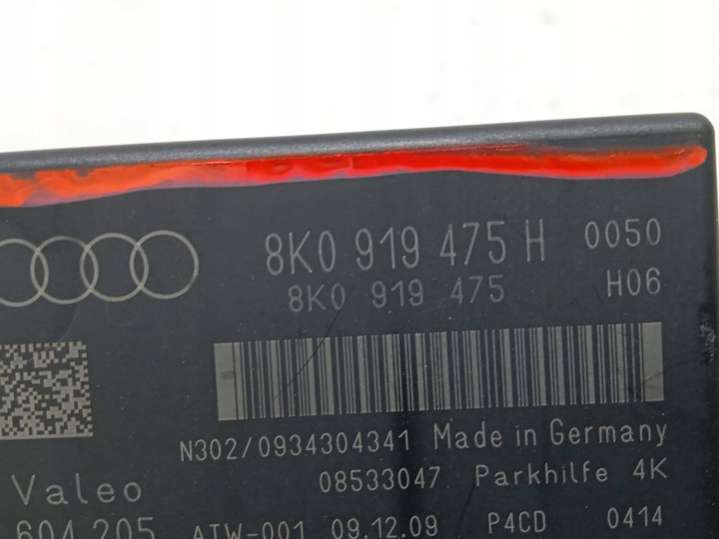 8K0 919 475 H 0050
8K0 919 475 H06
N302/0934304341 Made in Germany
08533047 Parkhilfe 4K
Valeo
604.205 ATW-001 09.12.09 P4CD 0414